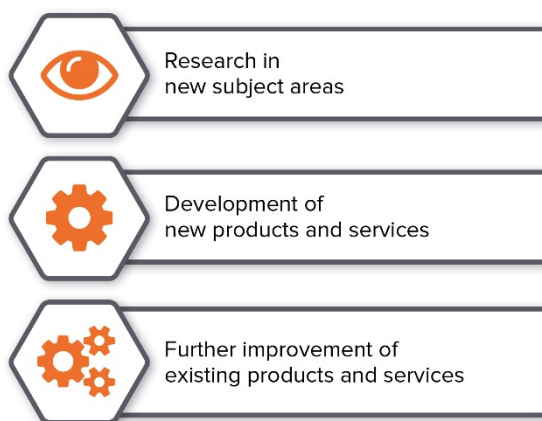 Research in
new subject areas
Development of
new products and services
Further improvement of
existing products and services